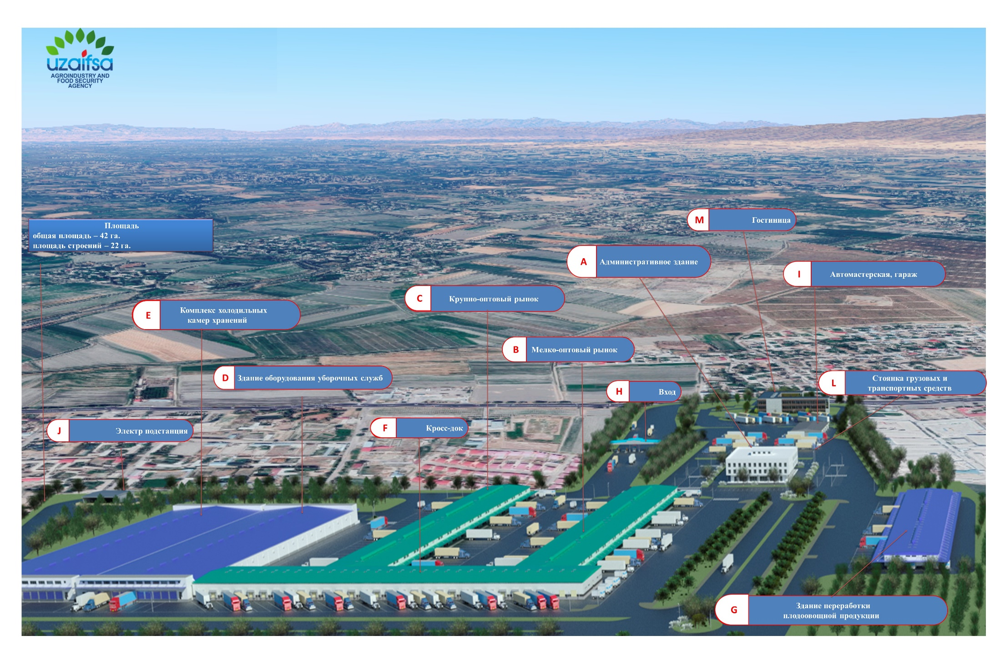 uzaifsa
AGROINDUSTRY AND
FOOD SECURITY
AGENCY
Площадь
общая площадь – 42 га.
площадь строений – 22 га.
M Гостиница
A Административное здание
I Автомастерская, гараж
C Крупно-оптовый рынок
E Комплекс холодильных
камер хранений
B Мелко-оптовый рынок
D Здание оборудования уборочных служб
H Вход
L Стоянка грузовых и
транспортных средств
F Кросс-док
J Электр подстанция
G Здание переработки
плодоовощной продукции